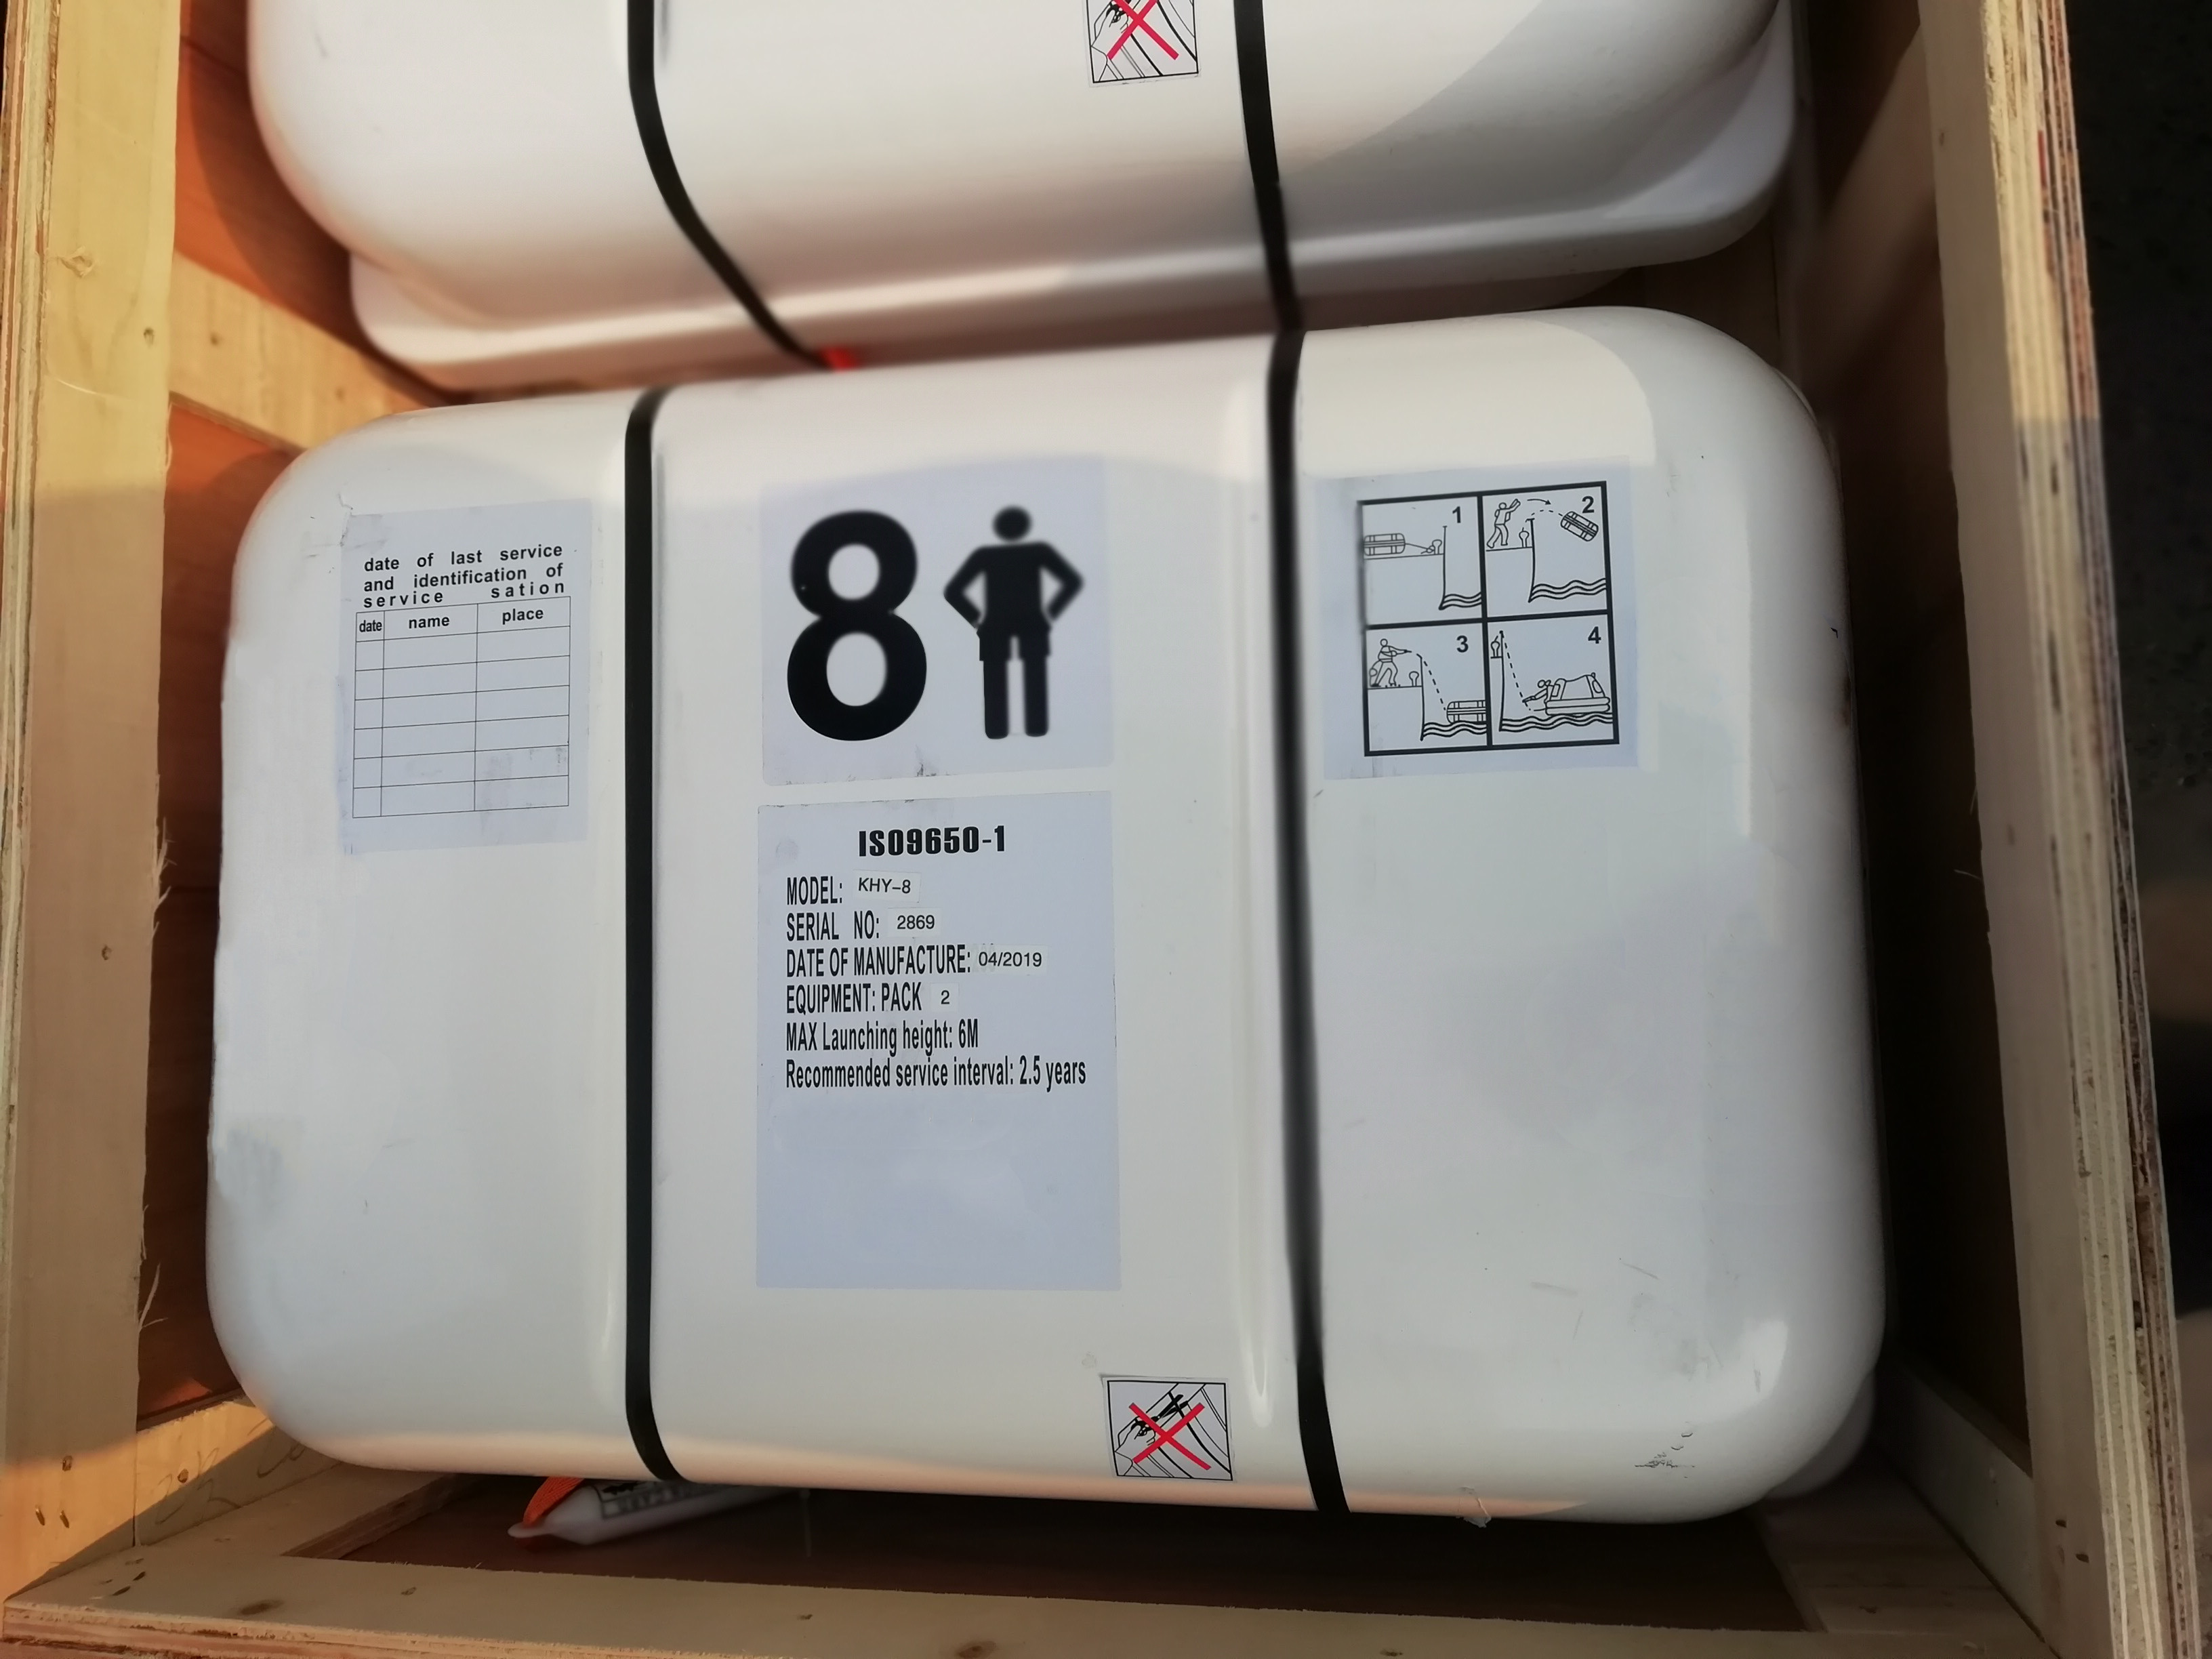 date of last service
and identification of
service sation
date name place
8
ISO9650-1
MODEL: KHY-8
SERIAL NO: 2869
DATE OF MANUFACTURE: 04/2019
EQUIPMENT: PACK 2
MAX Launching height: 6M
Recommended service interval: 2.5 years
1 2
3 4